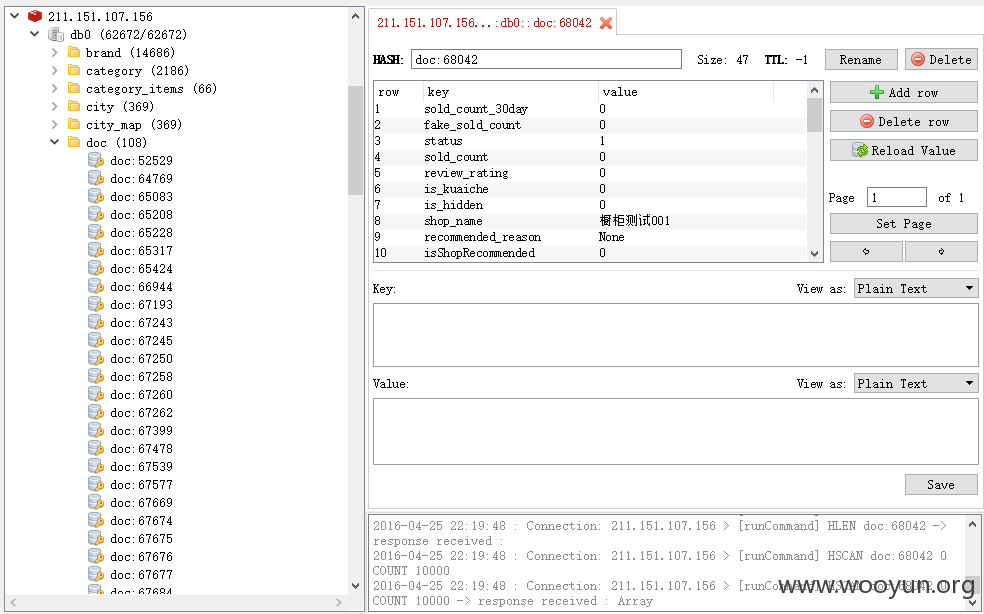 211.151.107.156
db0 (62672/62672)
brand (14686)
category (2186)
category_items (66)
city (369)
city_map (369)
doc (108)
doc:52529
doc:64769
doc:65083
doc:65208
doc:65228
doc:65317
doc:65424
doc:66944
doc:67193
doc:67243
doc:67245
doc:67250
doc:67258
doc:67260
doc:67262
doc:67399
doc:67478
doc:67539
doc:67577
doc:67669
doc:67674
doc:67675
doc:67676
doc:67677
doc:67684
211.151.107.156...:db0::doc:68042
HASH: doc:68042 Size: 47 TTL: -1 Rename Delete
row key value
1 sold_count_30day 0
2 fake_sold_count 0
3 status 1
4 sold_count 0
5 review_rating 0
6 is_kuaiche 0
7 is_hidden 0
8 shop_name 橱柜测试001
9 recommended_reason None
10 isShopRecommended 0
Add row
Delete row
Reload Value
Page 1 of 1
Set Page
Key: View as: Plain Text
Value: View as: Plain Text
Save
2016-04-25 22:19:48 : Connection: 211.151.107.156 > [runCommand] HLEN doc:68042 ->
response received :
2016-04-25 22:19:48 : Connection: 211.151.107.156 > [runCommand] HSCAN doc:68042 0
COUNT 10000
2016-04-25 22:19:48 : Connection: 211.151.107.156 > [runCommand] HSCAN doc:68042 0
COUNT 10000 -> response received : Array
www.wooyun.org